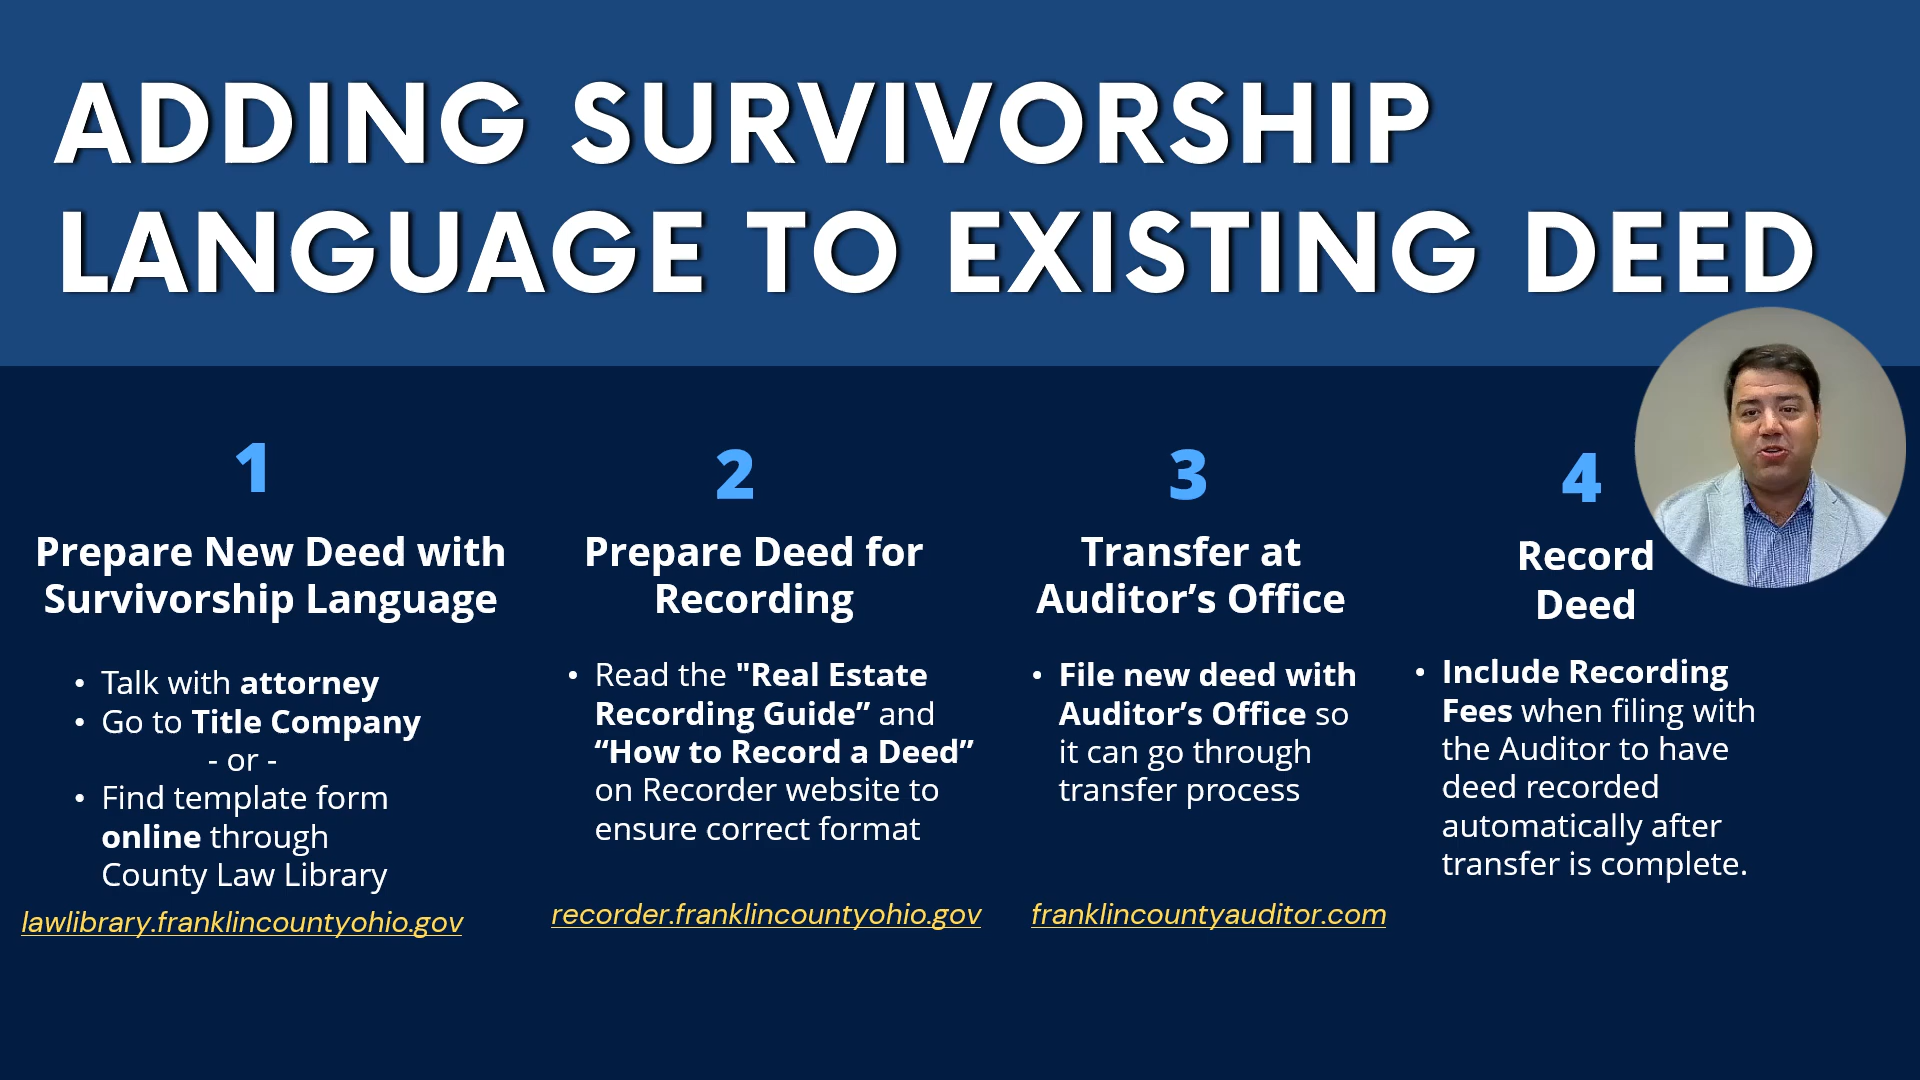 ADDING SURVIVORSHIP
LANGUAGE TO EXISTING DEED
1
Prepare New Deed with
Survivorship Language
• Talk with attorney
• Go to Title Company
- or -
• Find template form
online through
County Law Library
lawlibrary.franklincountyohio.gov
2
Prepare Deed for
Recording
• Read the "Real Estate
Recording Guide” and
“How to Record a Deed”
on Recorder website to
ensure correct format
recorder.franklincountyohio.gov
3
Transfer at
Auditor’s Office
• File new deed with
Auditor’s Office so
it can go through
transfer process
franklincountyauditor.com
4
Record
Deed
• Include Recording
Fees when filing with
the Auditor to have
deed recorded
automatically after
transfer is complete.